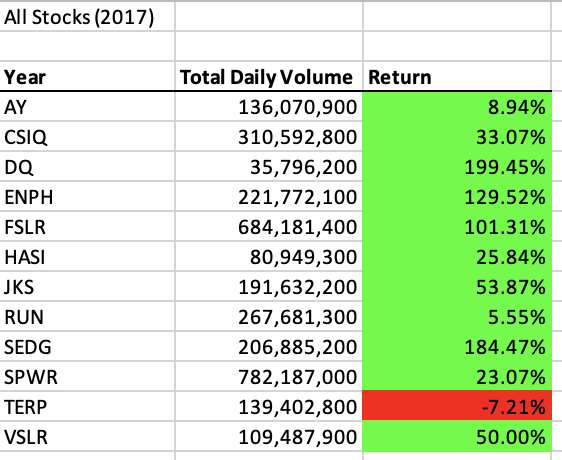 All Stocks (2017)
Year Total Daily Volume Return
AY 136,070,900 8.94%
CSIQ 310,592,800 33.07%
DQ 35,796,200 199.45%
ENPH 221,772,100 129.52%
FSLR 684,181,400 101.31%
HASI 80,949,300 25.84%
JKS 191,632,200 53.87%
RUN 267,681,300 5.55%
SEDG 206,885,200 184.47%
SPWR 782,187,000 23.07%
TERP 139,402,800 -7.21%
VSLR 109,487,900 50.00%